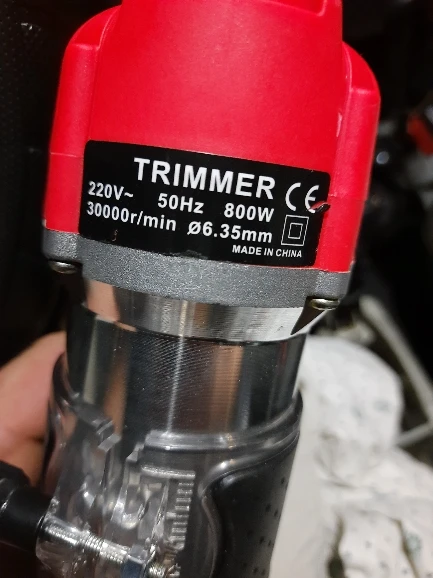 TRIMMER CE
220V~ 50Hz 800W
30000r/min Ø6.35mm
MADE IN CHINA